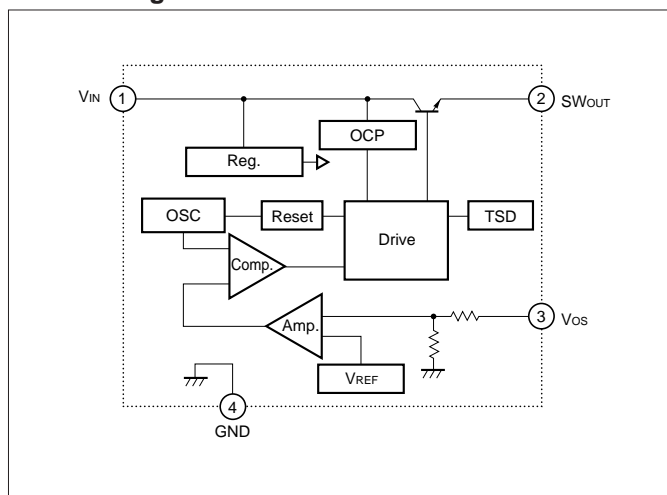 VIN
1
2
SWOUT
OCP
Reg.
OSC
Reset
Drive
TSD
Comp.
Amp.
3
VOS
VREF
4
GND